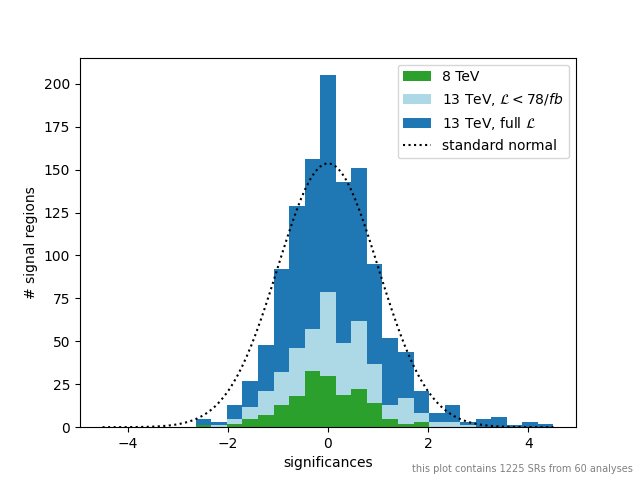 8 TeV
13 TeV, ℒ < 78/fb
13 TeV, full ℒ
standard normal
# signal regions
200
175
150
125
100
75
50
25
0
−4
−2
0
2
4
significances
this plot contains 1225 SRs from 60 analyses